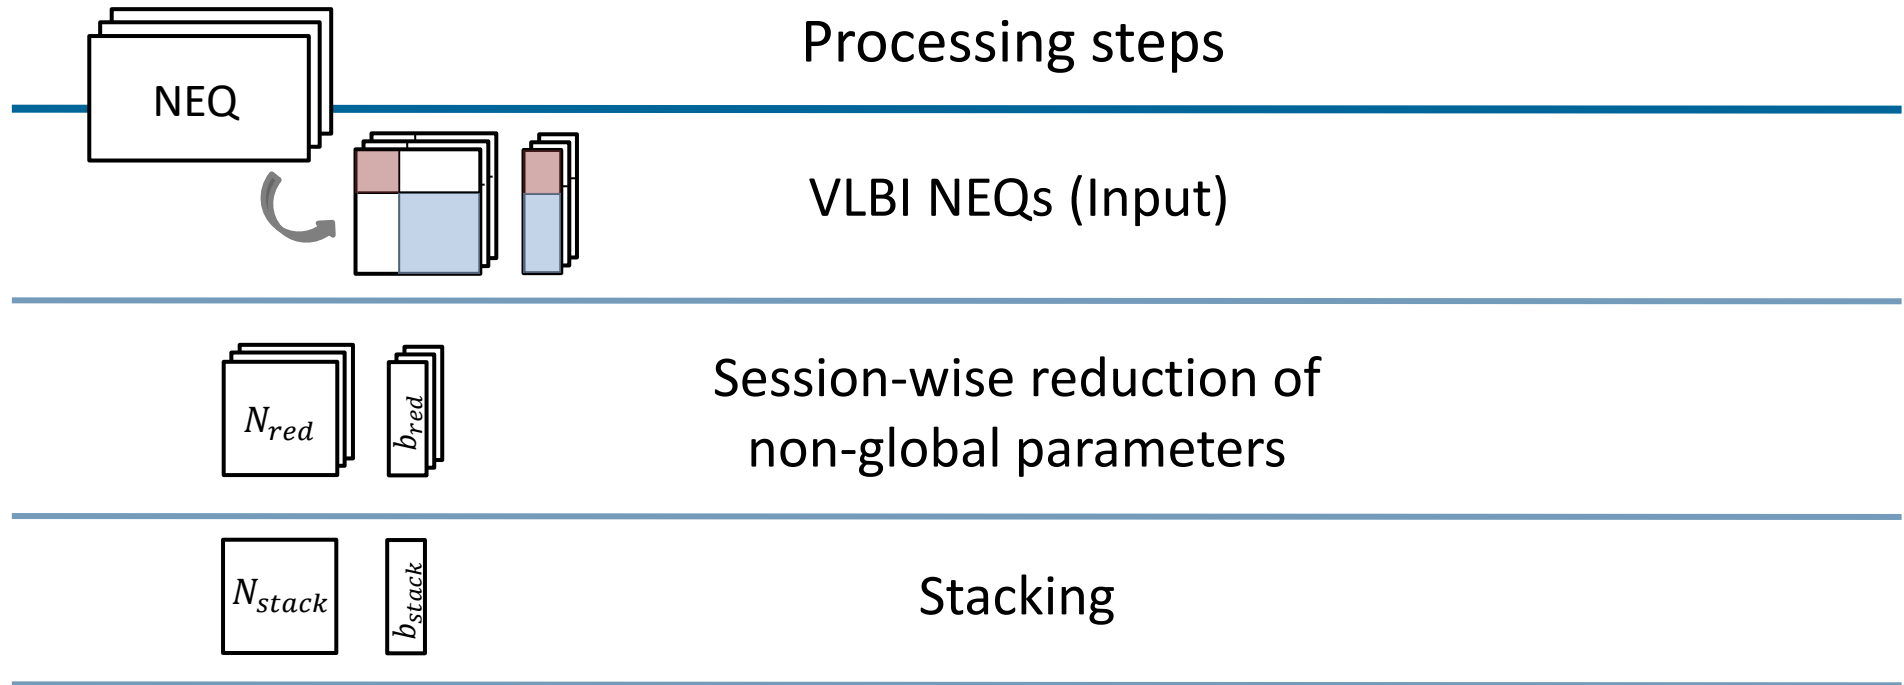 Processing steps
NEQ
VLBI NEQs (Input)
N_red
b_red
Session-wise reduction of
non-global parameters
N_stack
b_stack
Stacking